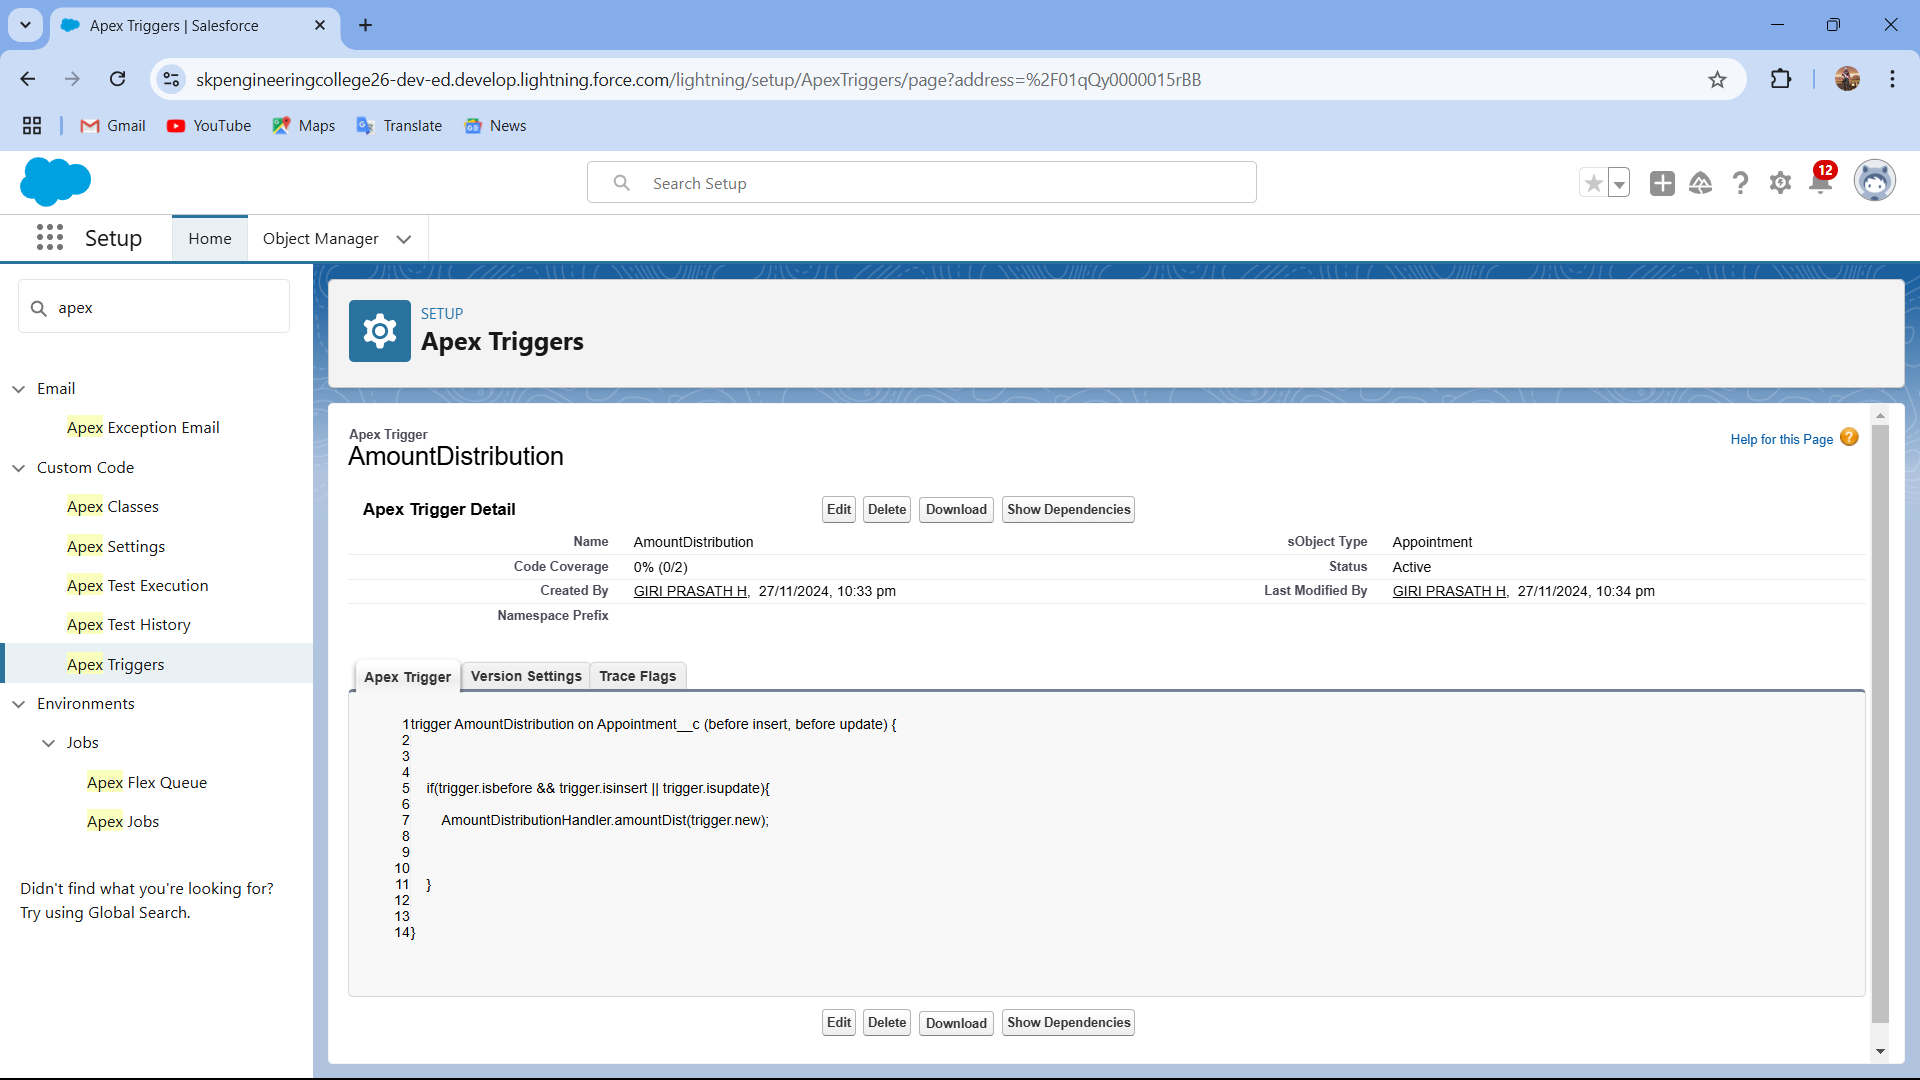 Apex Triggers | Salesforce
skpengineeringcollege26-dev-ed.develop.lightning.force.com/lightning/setup/ApexTriggers/page?address=%2F01qQy0000015rBB
Gmail YouTube Maps Translate News
Search Setup
12
Setup Home Object Manager
apex
Email
Apex Exception Email
Custom Code
Apex Classes
Apex Settings
Apex Test Execution
Apex Test History
Apex Triggers
Environments
Jobs
Apex Flex Queue
Apex Jobs
Didn't find what you're looking for?
Try using Global Search.
SETUP
Apex Triggers
Apex Trigger
AmountDistribution
Help for this Page ?
Apex Trigger Detail Edit Delete Download Show Dependencies
Name AmountDistribution sObject Type Appointment
Code Coverage 0% (0/2) Status Active
Created By GIRI PRASATH H, 27/11/2024, 10:33 pm Last Modified By GIRI PRASATH H, 27/11/2024, 10:34 pm
Namespace Prefix
Apex Trigger Version Settings Trace Flags
1 trigger AmountDistribution on Appointment__c (before insert, before update) {
2
3
4
5 if(trigger.isbefore && trigger.isinsert || trigger.isupdate){
6
7 AmountDistributionHandler.amountDist(trigger.new);
8
9
10
11 }
12
13
14 }
Edit Delete Download Show Dependencies